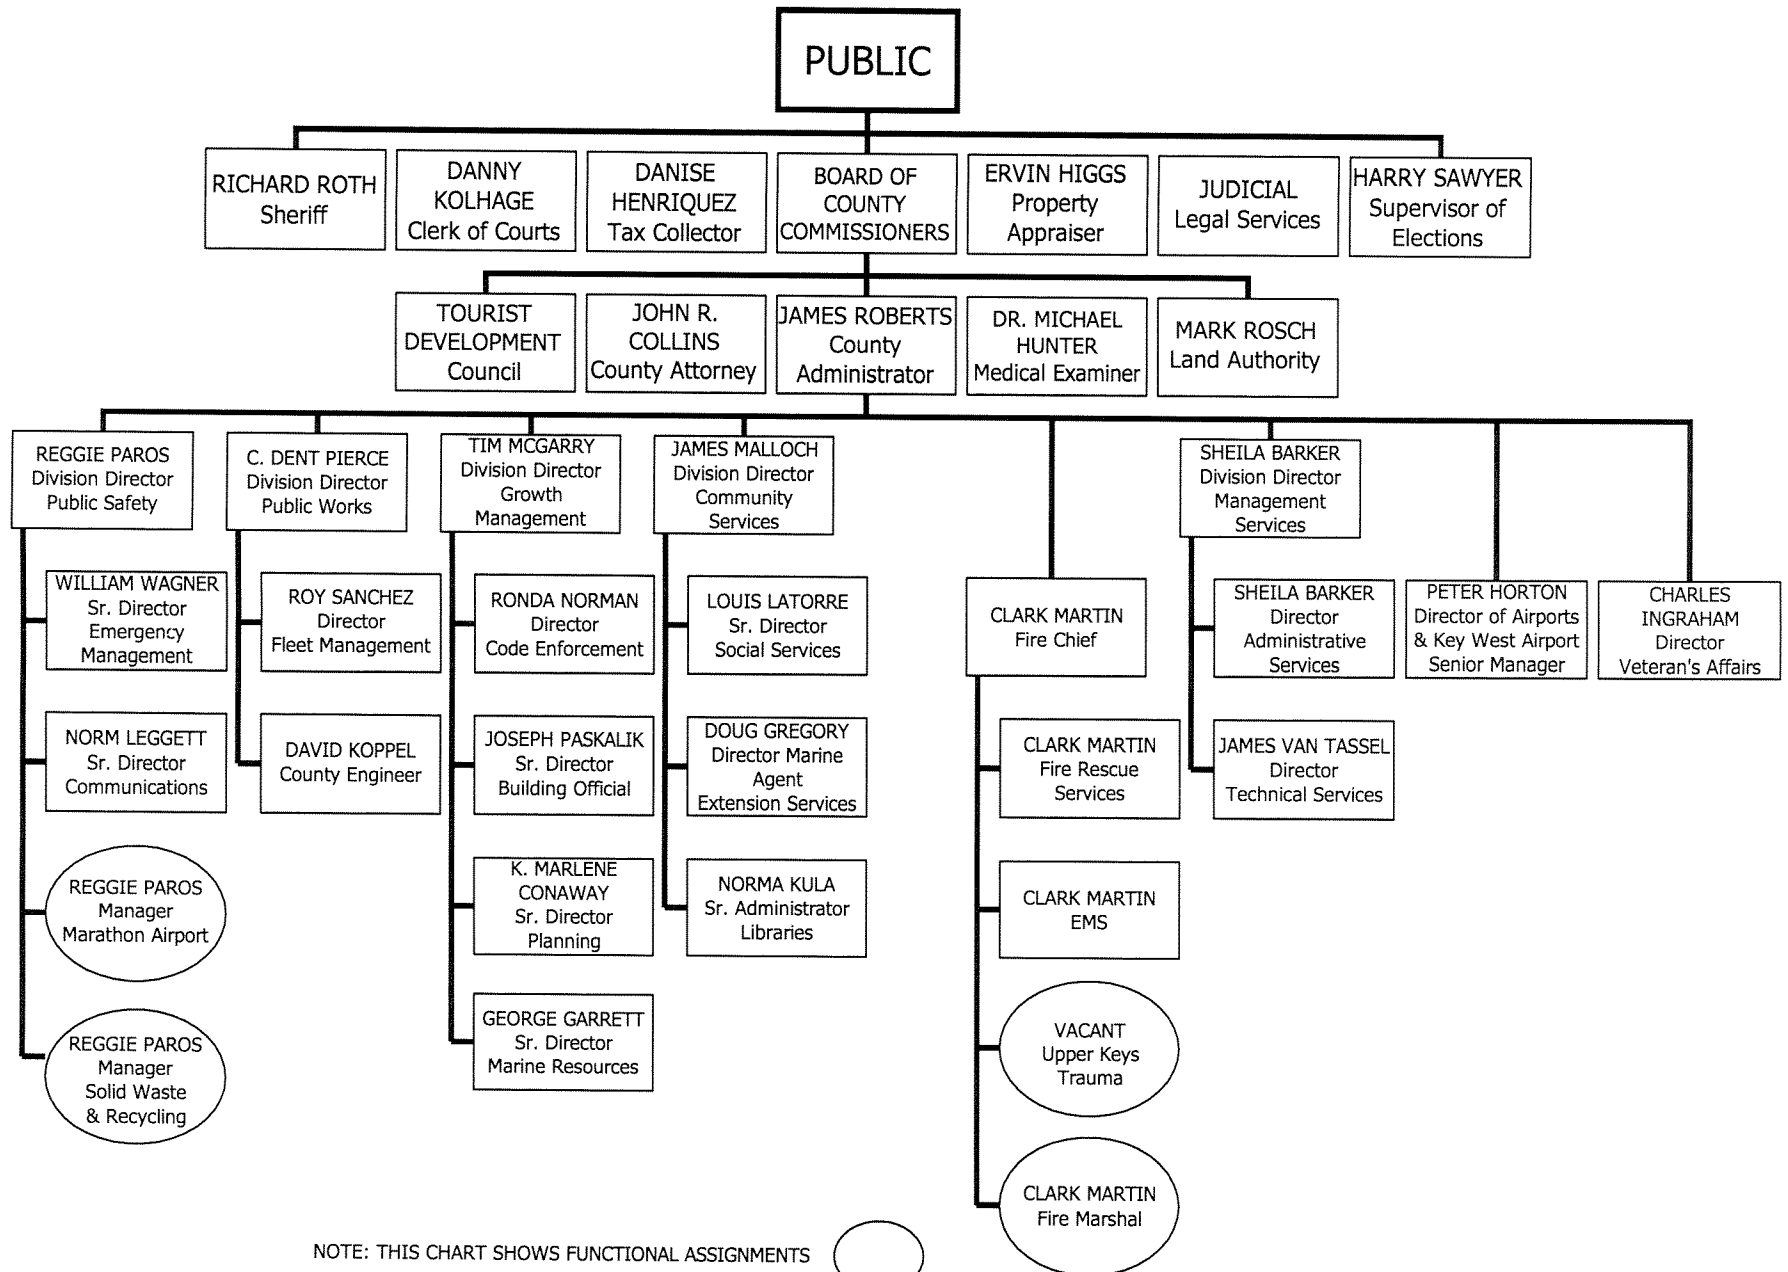 PUBLIC
RICHARD ROTH
Sheriff
DANNY
KOLHAGE
Clerk of Courts
DANISE
HENRIQUEZ
Tax Collector
BOARD OF
COUNTY
COMMISSIONERS
ERVIN HIGGS
Property
Appraiser
JUDICIAL
Legal Services
HARRY SAWYER
Supervisor of
Elections
TOURIST
DEVELOPMENT
Council
JOHN R.
COLLINS
County Attorney
JAMES ROBERTS
County
Administrator
DR. MICHAEL
HUNTER
Medical Examiner
MARK ROSCH
Land Authority
REGGIE PAROS
Division Director
Public Safety
C. DENT PIERCE
Division Director
Public Works
TIM MCGARRY
Division Director
Growth
Management
JAMES MALLOCH
Division Director
Community
Services
SHEILA BARKER
Division Director
Management
Services
WILLIAM WAGNER
Sr. Director
Emergency
Management
ROY SANCHEZ
Director
Fleet Management
RONDA NORMAN
Director
Code Enforcement
LOUIS LATORRE
Sr. Director
Social Services
CLARK MARTIN
Fire Chief
SHEILA BARKER
Director
Administrative
Services
PETER HORTON
Director of Airports
& Key West Airport
Senior Manager
CHARLES
INGRAHAM
Director
Veteran's Affairs
NORM LEGGETT
Sr. Director
Communications
DAVID KOPPEL
County Engineer
JOSEPH PASKALIK
Sr. Director
Building Official
DOUG GREGORY
Director Marine
Agent
Extension Services
CLARK MARTIN
Fire Rescue
Services
JAMES VAN TASSEL
Director
Technical Services
REGGIE PAROS
Manager
Marathon Airport
K. MARLENE
CONAWAY
Sr. Director
Planning
NORMA KULA
Sr. Administrator
Libraries
CLARK MARTIN
EMS
REGGIE PAROS
Manager
Solid Waste
& Recycling
GEORGE GARRETT
Sr. Director
Marine Resources
VACANT
Upper Keys
Trauma
CLARK MARTIN
Fire Marshal
NOTE: THIS CHART SHOWS FUNCTIONAL ASSIGNMENTS